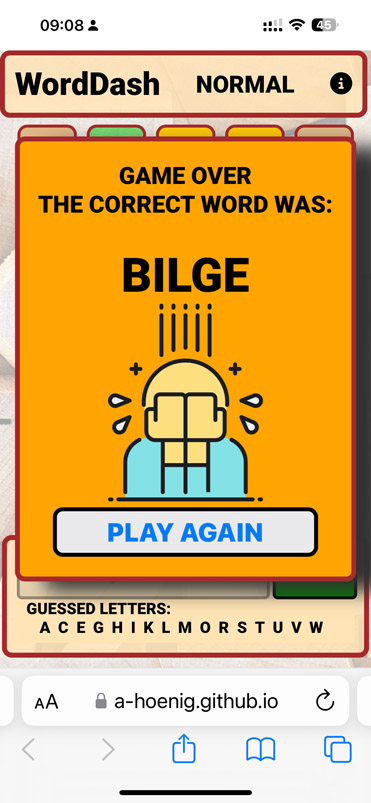 09:08
45
WordDash
NORMAL
GAME OVER
THE CORRECT WORD WAS:
BILGE
PLAY AGAIN
GUESSED LETTERS:
A C E G H I K L M O R S T U V W
AA
a-hoenig.github.io